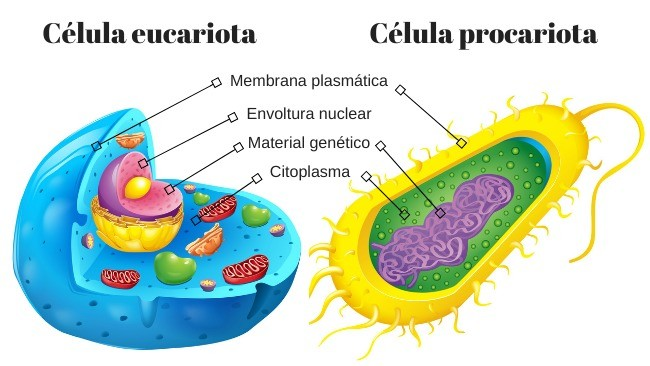 Célula eucariota
Célula procariota
Membrana plasmática
Envoltura nuclear
Material genético
Citoplasma